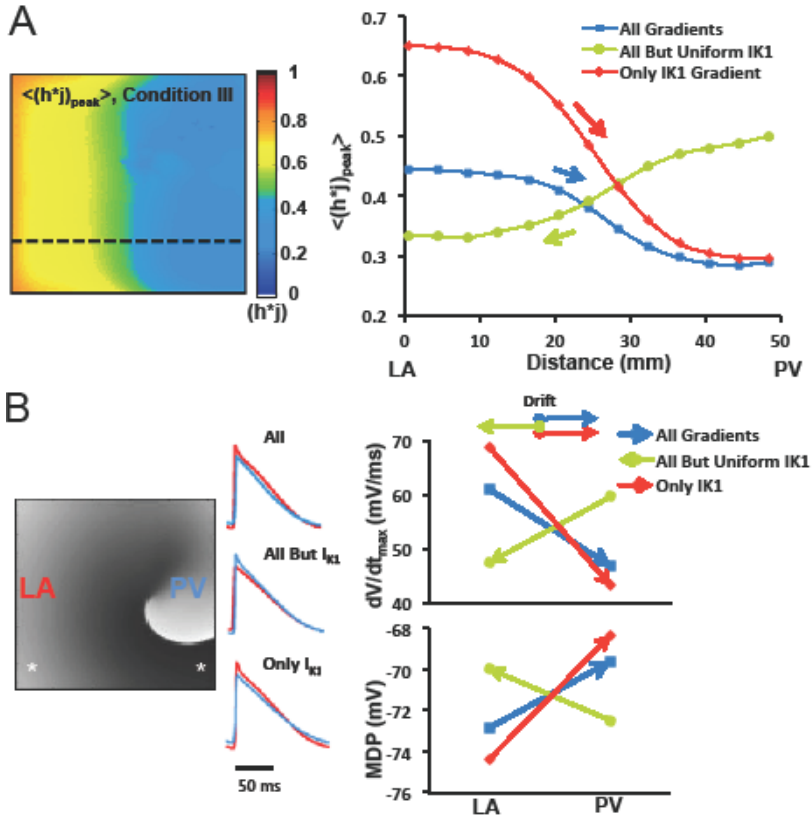 A
<(h*j)peak>, Condition III
1
0.8
0.6
0.4
0.2
0
(h*j)
<(h*j)peak>
0.7
0.6
0.5
0.4
0.3
0.2
0
10
20
30
40
50
LA
Distance (mm)
PV
All Gradients
All But Uniform IK1
Only IK1 Gradient
B
LA
PV
*
*
All
All But IK1
Only IK1
50 ms
Drift
All Gradients
All But Uniform IK1
Only IK1
dV/dtmax (mV/ms)
70
60
50
40
MDP (mV)
-68
-70
-72
-74
-76
LA
PV